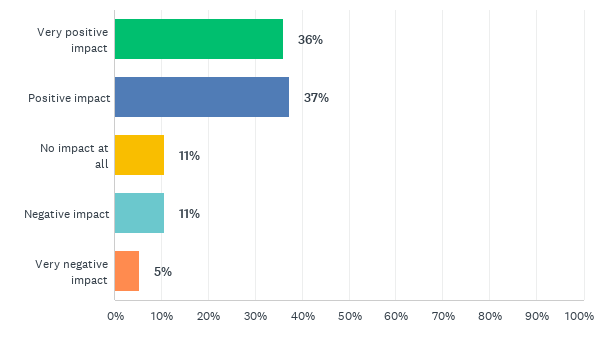 Very positive
impact
36%
Positive impact
37%
No impact at
all
11%
Negative impact
11%
Very negative
impact
5%
0% 10% 20% 30% 40% 50% 60% 70% 80% 90% 100%